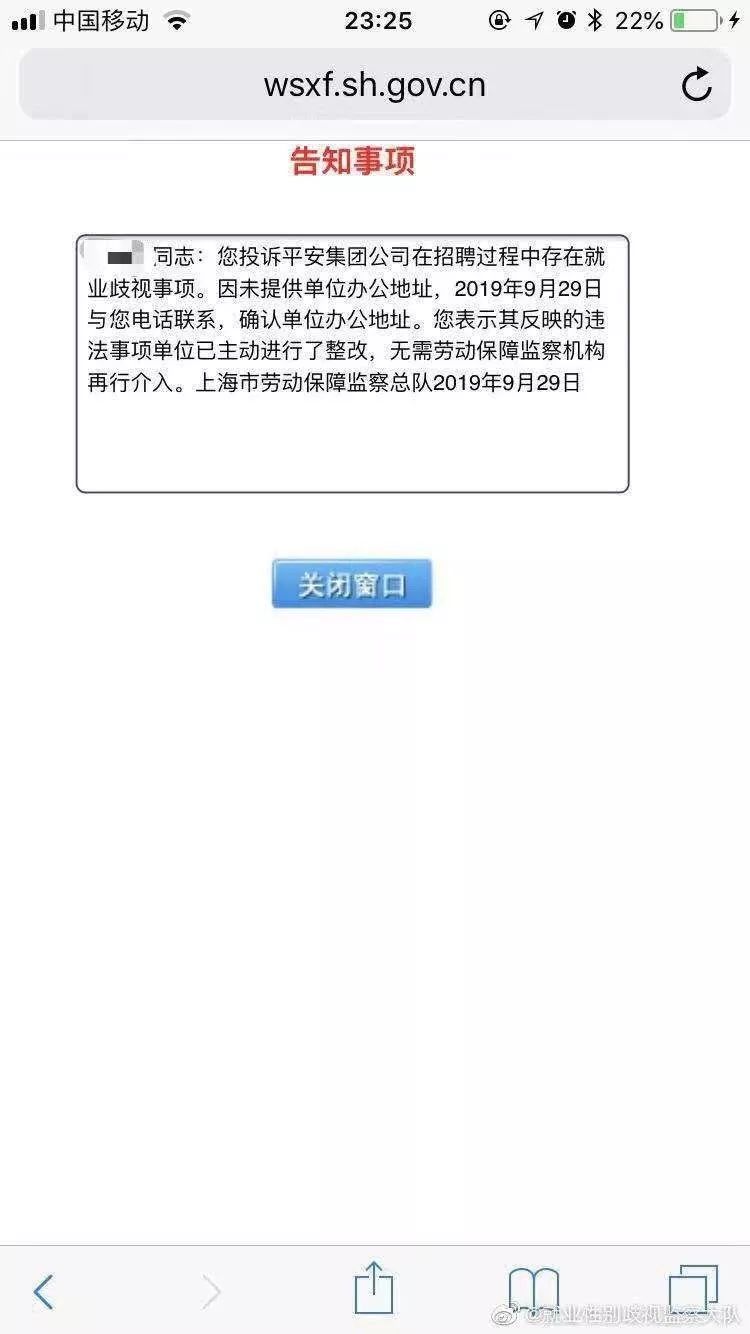 中国移动 23:25 22%
wsxf.sh.gov.cn
告知事项
同志：您投诉平安集团公司在招聘过程中存在就
业歧视事项。因未提供单位办公地址，2019年9月29日
与您电话联系，确认单位办公地址。您表示其反映的违
法事项单位已主动进行了整改，无需劳动保障监察机构
再行介入。上海市劳动保障监察总队2019年9月29日
关闭窗口
@就业性别歧视监察大队